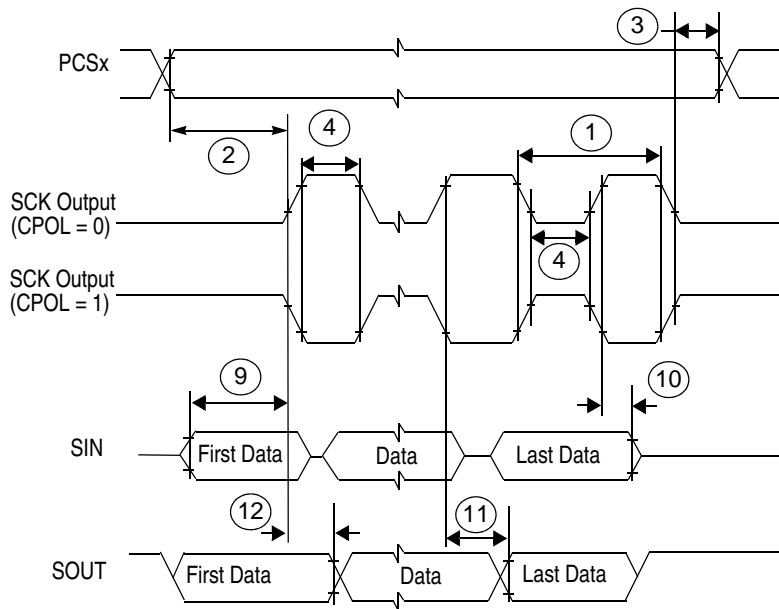 3
PCSx
4
1
2
SCK Output
(CPOL = 0)
4
SCK Output
(CPOL = 1)
9
10
SIN
First Data
Data
Last Data
12
11
SOUT
First Data
Data
Last Data